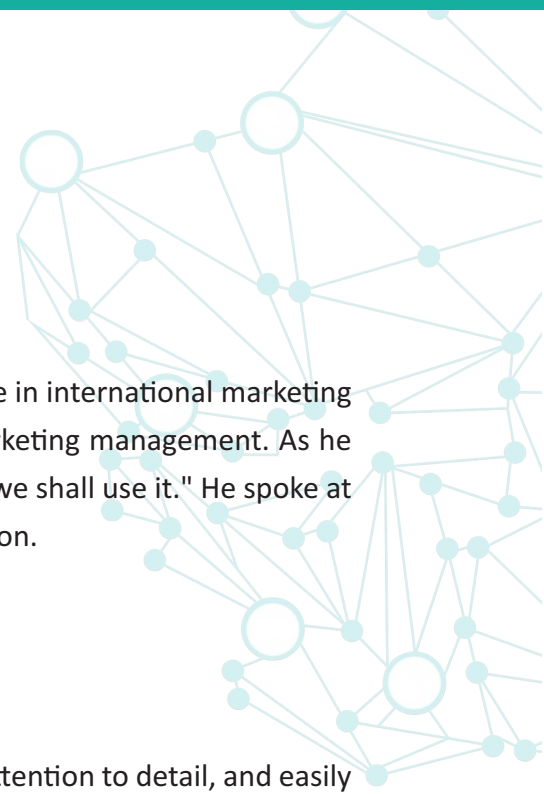 e in international marketing
keting management. As he
we shall use it." He spoke at
on.
tention to detail, and easily